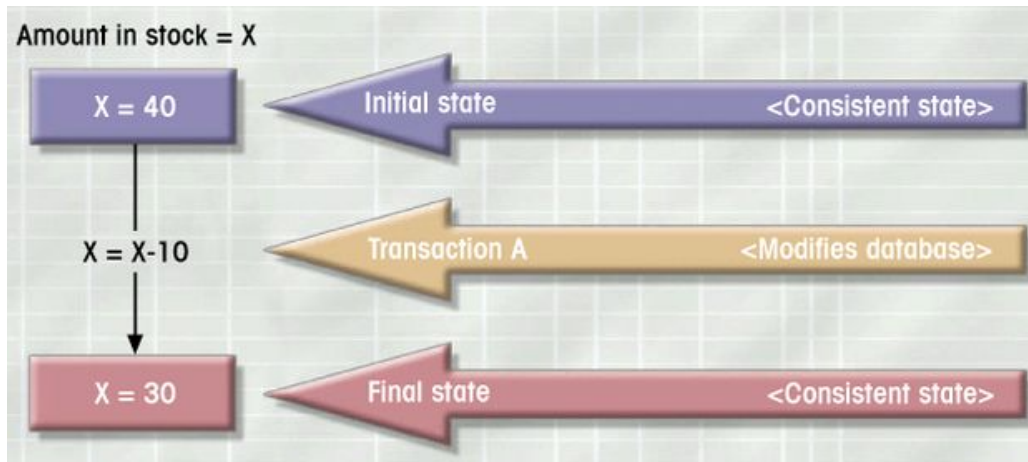 Amount in stock = X
X = 40
Initial state <Consistent state>
X = X-10
Transaction A <Modifies database>
X = 30
Final state <Consistent state>